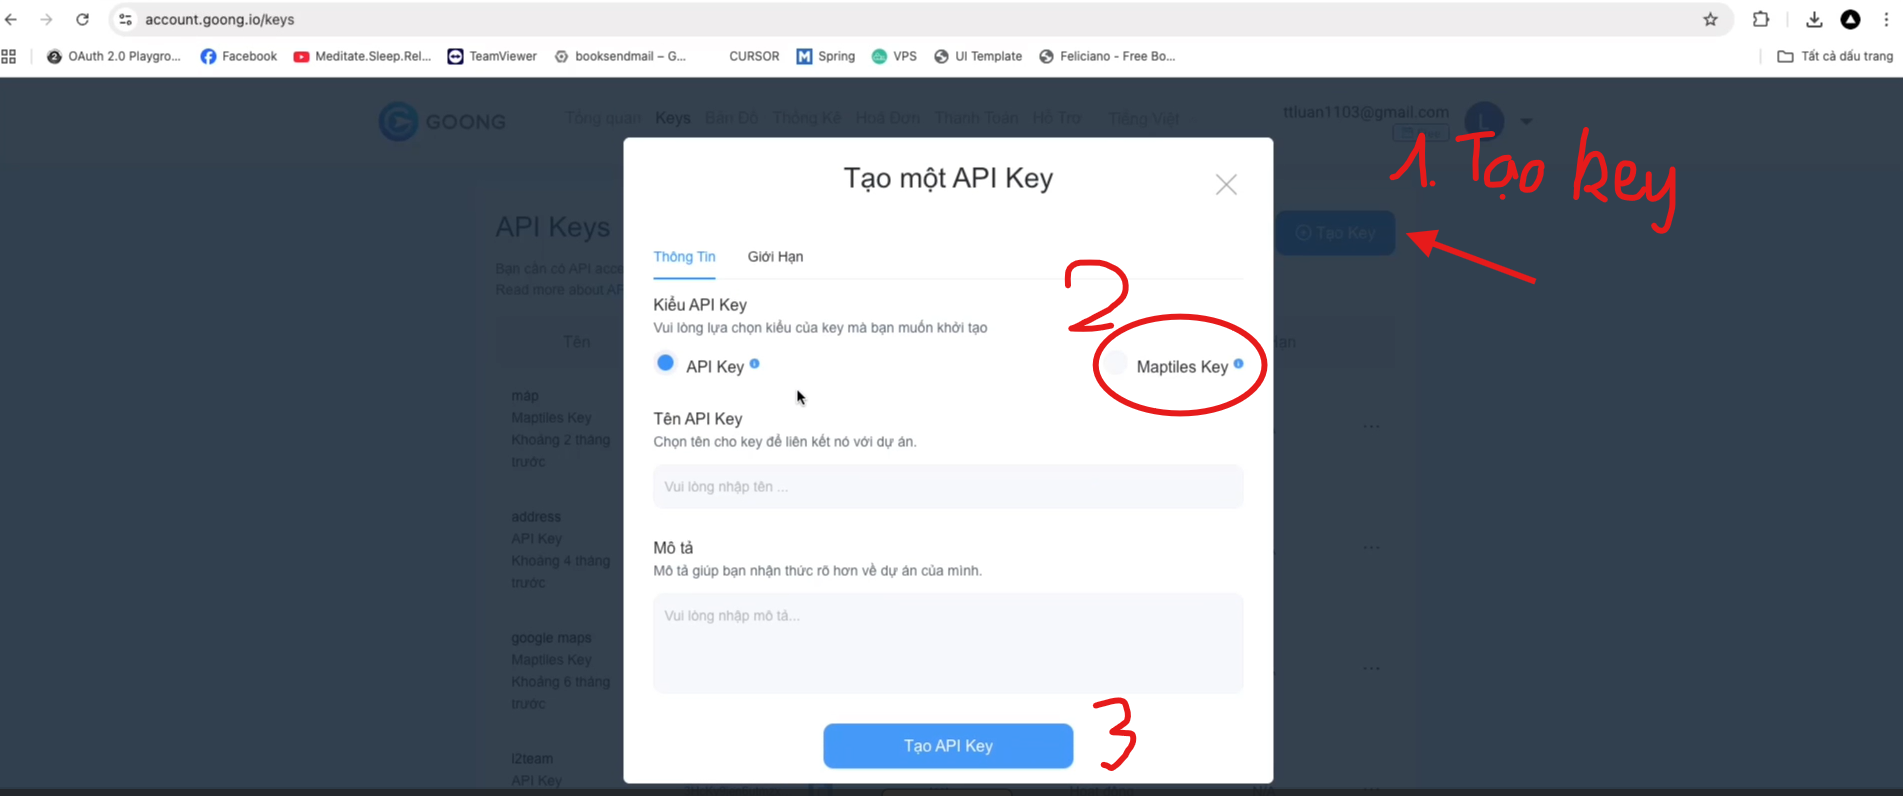 account.goong.io/keys
OAuth 2.0 Playgro... Facebook Meditate.Sleep.Rel... TeamViewer booksendmail – G... CURSOR Spring VPS UI Template Feliciano - Free Bo... Tất cả dấu trang
GOONG Tổng quan Keys Bản Đồ Thống Kê Hoá Đơn Thanh Toán Hỗ Trợ Tiếng Việt ttluan1103@gmail.com L
1. Tạo key
Tạo một API Key
API Keys
Tạo Key
Bạn cần có API
Read more about
Thông Tin Giới Hạn
2
Kiểu API Key
Vui lòng lựa chọn kiểu của key mà bạn muốn khởi tạo
Tên
API Key Maptiles Key
map
Maptiles Key
Khoảng 2 tháng
trước
Tên API Key
Chọn tên cho key để liên kết nó với dự án.
Vui lòng nhập tên ...
address
API Key
Khoảng 4 tháng
trước
Mô tả
Mô tả giúp bạn nhận thức rõ hơn về dự án của mình.
Vui lòng nhập mô tả...
google maps
Maptiles Key
Khoảng 6 tháng
trước
3
Tạo API Key
l2team
API Key